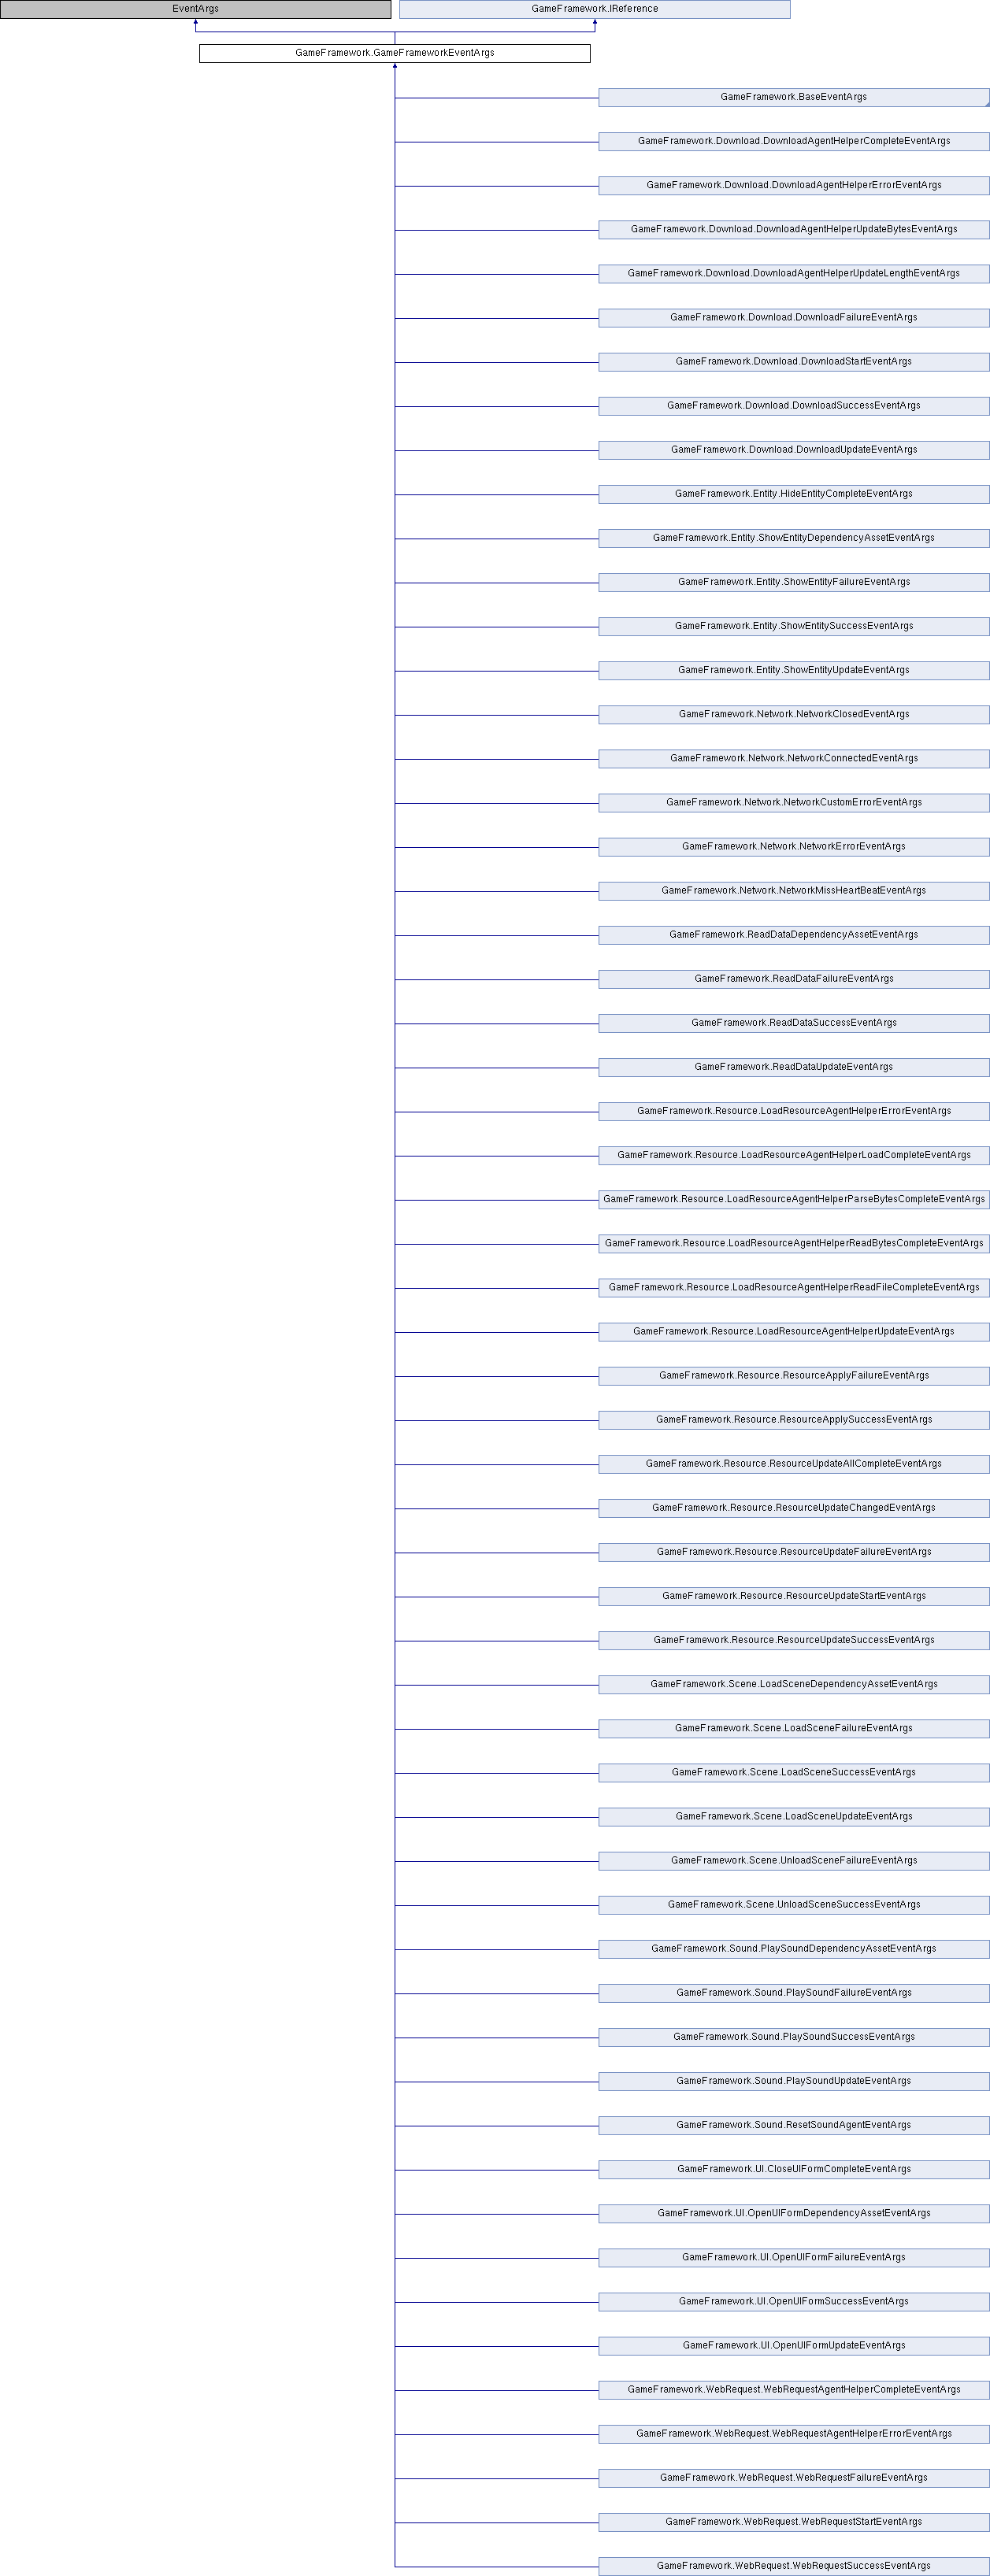 EventArgs
GameFramework.IReference
GameFramework.GameFrameworkEventArgs
GameFramework.BaseEventArgs
GameFramework.Download.DownloadAgentHelperCompleteEventArgs
GameFramework.Download.DownloadAgentHelperErrorEventArgs
GameFramework.Download.DownloadAgentHelperUpdateBytesEventArgs
GameFramework.Download.DownloadAgentHelperUpdateLengthEventArgs
GameFramework.Download.DownloadFailureEventArgs
GameFramework.Download.DownloadStartEventArgs
GameFramework.Download.DownloadSuccessEventArgs
GameFramework.Download.DownloadUpdateEventArgs
GameFramework.Entity.HideEntityCompleteEventArgs
GameFramework.Entity.ShowEntityDependencyAssetEventArgs
GameFramework.Entity.ShowEntityFailureEventArgs
GameFramework.Entity.ShowEntitySuccessEventArgs
GameFramework.Entity.ShowEntityUpdateEventArgs
GameFramework.Network.NetworkClosedEventArgs
GameFramework.Network.NetworkConnectedEventArgs
GameFramework.Network.NetworkCustomErrorEventArgs
GameFramework.Network.NetworkErrorEventArgs
GameFramework.Network.NetworkMissHeartBeatEventArgs
GameFramework.ReadDataDependencyAssetEventArgs
GameFramework.ReadDataFailureEventArgs
GameFramework.ReadDataSuccessEventArgs
GameFramework.ReadDataUpdateEventArgs
GameFramework.Resource.LoadResourceAgentHelperErrorEventArgs
GameFramework.Resource.LoadResourceAgentHelperLoadCompleteEventArgs
GameFramework.Resource.LoadResourceAgentHelperParseBytesCompleteEventArgs
GameFramework.Resource.LoadResourceAgentHelperReadBytesCompleteEventArgs
GameFramework.Resource.LoadResourceAgentHelperReadFileCompleteEventArgs
GameFramework.Resource.LoadResourceAgentHelperUpdateEventArgs
GameFramework.Resource.ResourceApplyFailureEventArgs
GameFramework.Resource.ResourceApplySuccessEventArgs
GameFramework.Resource.ResourceUpdateAllCompleteEventArgs
GameFramework.Resource.ResourceUpdateChangedEventArgs
GameFramework.Resource.ResourceUpdateFailureEventArgs
GameFramework.Resource.ResourceUpdateStartEventArgs
GameFramework.Resource.ResourceUpdateSuccessEventArgs
GameFramework.Scene.LoadSceneDependencyAssetEventArgs
GameFramework.Scene.LoadSceneFailureEventArgs
GameFramework.Scene.LoadSceneSuccessEventArgs
GameFramework.Scene.LoadSceneUpdateEventArgs
GameFramework.Scene.UnloadSceneFailureEventArgs
GameFramework.Scene.UnloadSceneSuccessEventArgs
GameFramework.Sound.PlaySoundDependencyAssetEventArgs
GameFramework.Sound.PlaySoundFailureEventArgs
GameFramework.Sound.PlaySoundSuccessEventArgs
GameFramework.Sound.PlaySoundUpdateEventArgs
GameFramework.Sound.ResetSoundAgentEventArgs
GameFramework.UI.CloseUIFormCompleteEventArgs
GameFramework.UI.OpenUIFormDependencyAssetEventArgs
GameFramework.UI.OpenUIFormFailureEventArgs
GameFramework.UI.OpenUIFormSuccessEventArgs
GameFramework.UI.OpenUIFormUpdateEventArgs
GameFramework.WebRequest.WebRequestAgentHelperCompleteEventArgs
GameFramework.WebRequest.WebRequestAgentHelperErrorEventArgs
GameFramework.WebRequest.WebRequestFailureEventArgs
GameFramework.WebRequest.WebRequestStartEventArgs
GameFramework.WebRequest.WebRequestSuccessEventArgs